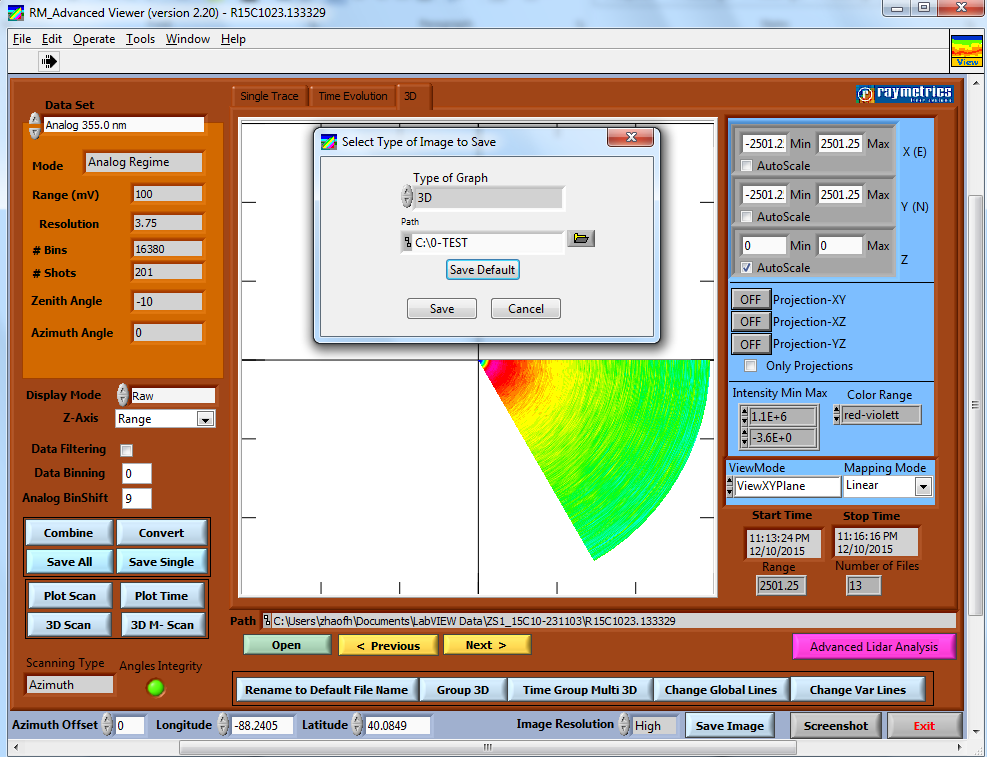 RM_Advanced Viewer (version 2.20) - R15C1023.133329
File Edit Operate Tools Window Help
View
Data Set
Analog 355.0 nm
Mode Analog Regime
Range (mV) 100
Resolution 3.75
# Bins 16380
# Shots 201
Zenith Angle -10
Azimuth Angle 0
Display Mode Raw
Z-Axis Range
Data Filtering
Data Binning 0
Analog BinShift 9
Combine Convert
Save All Save Single
Plot Scan Plot Time
3D Scan 3D M- Scan
Scanning Type Angles Integrity
Azimuth
Single Trace Time Evolution 3D
raymetrics
Select Type of Image to Save
Type of Graph
3D
Path
C:\0-TEST
Save Default
Save Cancel
-2501.2 Min 2501.25 Max X (E)
AutoScale
-2501.2 Min 2501.25 Max Y (N)
AutoScale
0 Min 0 Max Z
AutoScale
OFF Projection-XY
OFF Projection-XZ
OFF Projection-YZ
Only Projections
Intensity Min Max Color Range
1.1E+6 red-violett
-3.6E+0
ViewMode Mapping Mode
ViewXYPlane Linear
Start Time Stop Time
11:13:24 PM 11:16:16 PM
12/10/2015 12/10/2015
Range Number of Files
2501.25 13
Path C:\Users\zhaofh\Documents\LabVIEW Data\ZS1_15C10-231103\R15C1023.133329
Open < Previous Next > Advanced Lidar Analysis
Rename to Default File Name Group 3D Time Group Multi 3D Change Global Lines Change Var Lines
Azimuth Offset 0 Longitude -88.2405 Latitude 40.0849 Image Resolution High Save Image Screenshot Exit